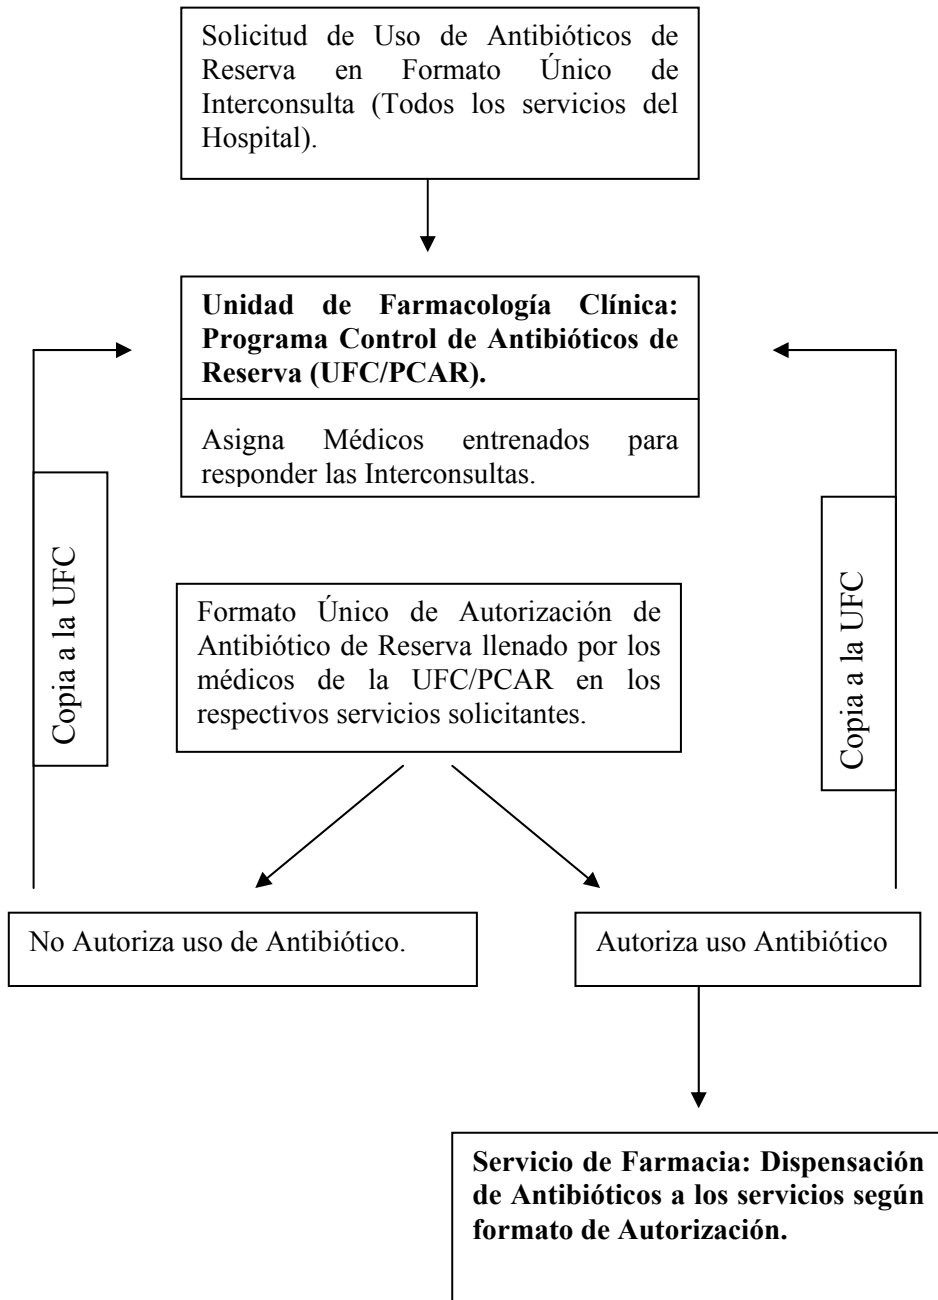 Solicitud de Uso de Antibióticos de
Reserva en Formato Único de
Interconsulta (Todos los servicios del
Hospital).
Unidad de Farmacología Clínica:
Programa Control de Antibióticos de
Reserva (UFC/PCAR).
Asigna Médicos entrenados para
responder las Interconsultas.
Copia a la UFC
Formato Único de Autorización de
Antibiótico de Reserva llenado por los
médicos de la UFC/PCAR en los
respectivos servicios solicitantes.
Copia a la UFC
No Autoriza uso de Antibiótico.
Autoriza uso Antibiótico
Servicio de Farmacia: Dispensación
de Antibióticos a los servicios según
formato de Autorización.